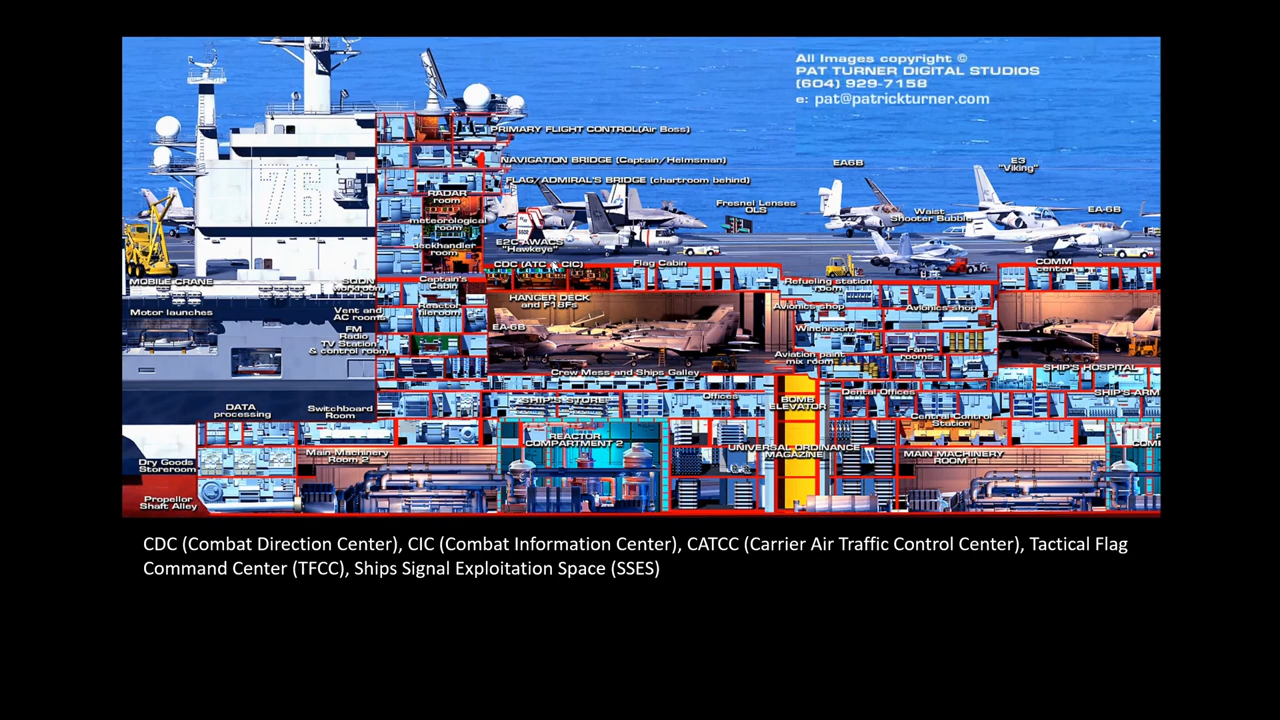 All Images copyright ©
PAT TURNER DIGITAL STUDIOS
(604) 929-7158
e: pat@patrickturner.com
PRIMARY FLIGHT CONTROL(Air Boss)
NAVIGATION BRIDGE (Captain/Helmsman)
FLAG/ADMIRAL'S BRIDGE (chartroom behind)
76
EA6B
E3
"Viking"
RADAR
room
meteorological
room
deckhandler
room
Fresnel Lenses
OLS
Waist
Shooter Bubble
EA-6B
E2C-AWACS
"Hawkeye"
CDC (ATC & CIC)
Flag Cabin
COMM
center
MOBILE CRANE
Motor launches
SQDN
workroom
Captain's
Cabin
HANGER DECK
and F18Fs
EA-6B
Refueling station
room
Avionics shop
Avionics shop
Vent and
AC rooms
Reactor
fileroom
FM
Radio
TV Station
& control room
Winchroom
Aviation paint
mix room
Fan
rooms
Crew Mess and Ships Galley
SHIP'S HOSPITAL
SHIP'S STORE
Offices
BOMB
ELEVATOR
Dental Offices
SHIP'S ARM
DATA
processing
Switchboard
Room
Central Control
Station
REACTOR
COMPARTMENT 2
UNIVERSAL ORDINANCE
MAGAZINE
Main Machinery
Room 2
MAIN MACHINERY
ROOM 1
Dry Goods
Storeroom
Propellor
Shaft Alley
CDC (Combat Direction Center), CIC (Combat Information Center), CATCC (Carrier Air Traffic Control Center), Tactical Flag
Command Center (TFCC), Ships Signal Exploitation Space (SSES)